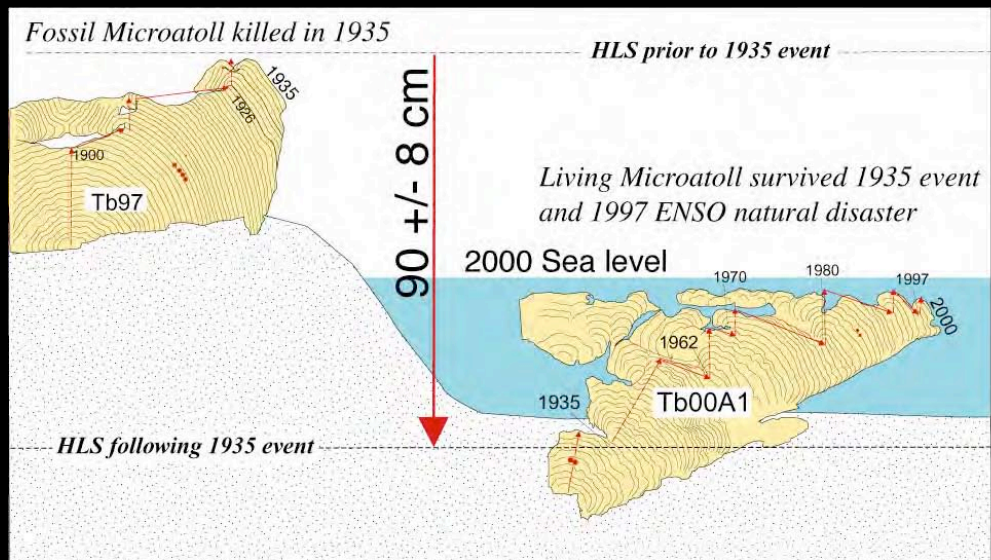 Fossil Microatoll killed in 1935
HLS prior to 1935 event
1935
1926
1900
Tb97
90 +/- 8 cm
Living Microatoll survived 1935 event
and 1997 ENSO natural disaster
2000 Sea level
1970
1980
1997
2000
1962
1935
Tb00A1
HLS following 1935 event